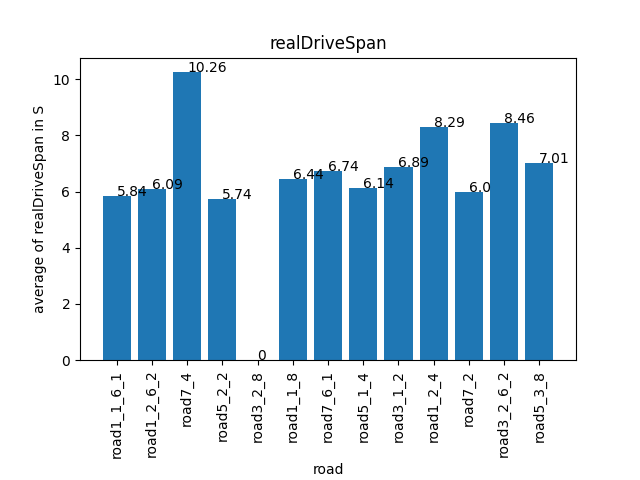 realDriveSpan
average of realDriveSpan in S
10
8
6
4
2
0
5.84
6.09
10.26
5.74
0
6.44
6.74
6.14
6.89
8.29
6.0
8.46
7.01
road1_1_6_1
road1_2_6_2
road7_4
road5_2_2
road3_2_8
road1_1_8
road7_6_1
road5_1_4
road3_1_2
road1_2_4
road7_2
road3_2_6_2
road5_3_8
road